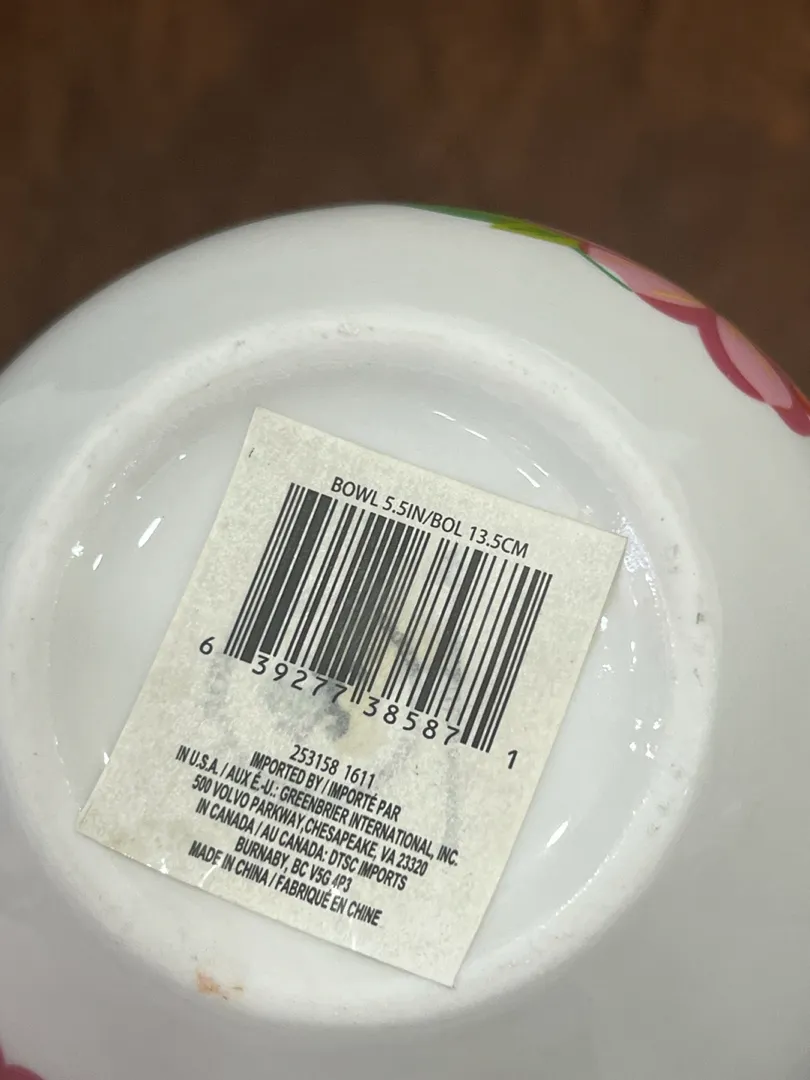 BOWL 5.5IN/BOL 13.5CM
6 39277 38587 1
253158 1611
IMPORTED BY / IMPORTÉ PAR
IN U.S.A. / AUX É.-U.: GREENBRIER INTERNATIONAL, INC.
500 VOLVO PARKWAY, CHESAPEAKE, VA 23320
IN CANADA / AU CANADA: DTSC IMPORTS
BURNABY, BC V5G 4P3
MADE IN CHINA / FABRIQUÉ EN CHINE